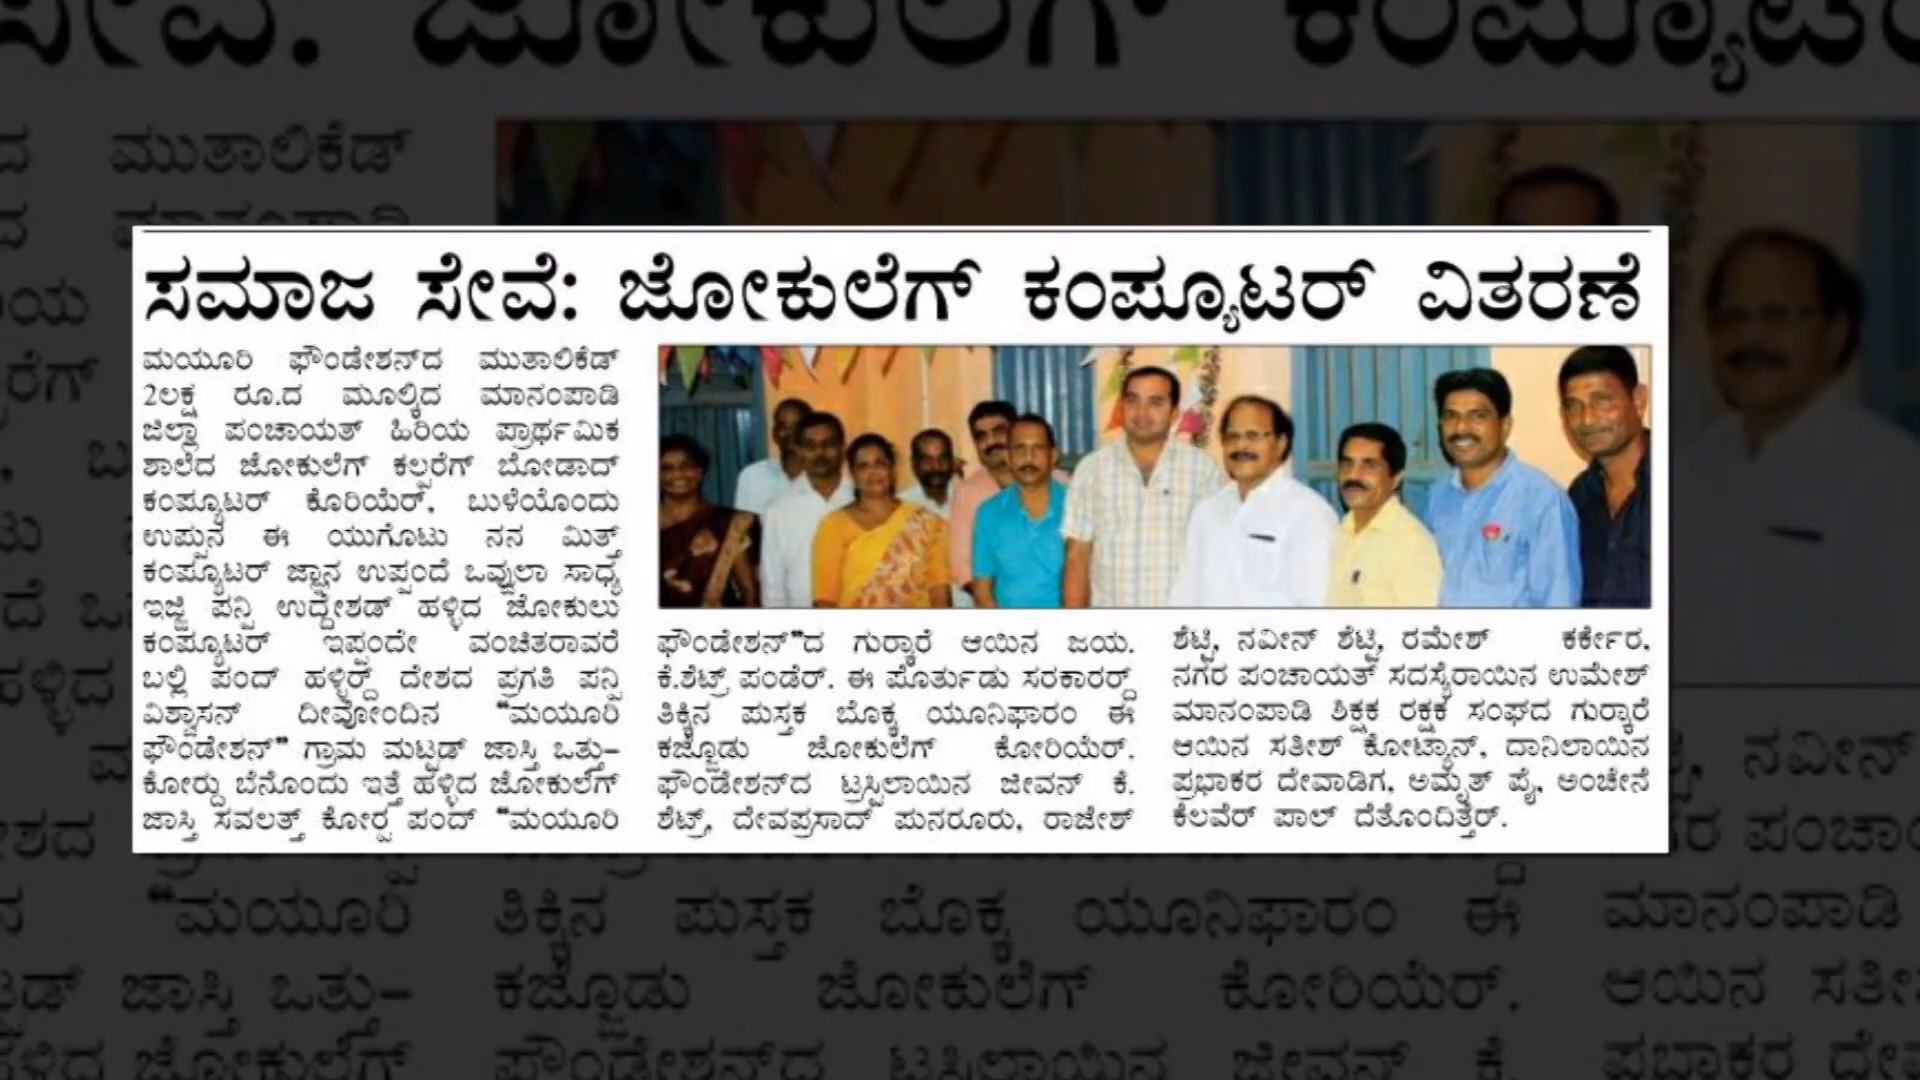 ಸಮಾಜ ಸೇವೆ: ಜೋಕುಲೆಗ್ ಕಂಪ್ಯೂಟರ್ ವಿತರಣೆ
ಮಯೂರಿ ಫೌಂಡೇಶನ್‌ದ ಮುತಾಲಿಕೆಡ್
2ಲಕ್ಷ ರೂ.ದ ಮೂಲ್ಕಿದ ಮಾನಂಪಾಡಿ
ಜಿಲ್ಲಾ ಪಂಚಾಯತ್ ಹಿರಿಯ ಪ್ರಾರ್ಥಮಿಕ
ಶಾಲೆದ ಜೋಕುಲೆಗ್ ಕಲ್ಪರೆಗ್ ಬೋಡಾದ್
ಕಂಪ್ಯೂಟರ್ ಕೊರಿಯೆರ್. ಬುಳೆಯೊಂದು
ಉಪ್ಪುನ ಈ ಯುಗೊಟು ನನ ಮಿತ್ತ್
ಕಂಪ್ಯೂಟರ್ ಜ್ಞಾನ ಉಪ್ಪಂದೆ ಒವ್ವುಲಾ ಸಾಧ್ಯ
ಇಜ್ಜಿ ಪನ್ಪಿ ಉದ್ದೇಶಡ್ ಹಳ್ಳಿದ ಜೋಕುಲು
ಕಂಪ್ಯೂಟರ್ ಇಪ್ಪಂದೇ ವಂಚಿತರಾವರೆ
ಬಲ್ಲಿ ಪಂದ್ ಹಳ್ಳಿರ್ದ್ ದೇಶದ ಪ್ರಗತಿ ಪನ್ಪಿ
ವಿಶ್ವಾಸನ್ ದೀವೋಂದಿನ "ಮಯೂರಿ
ಫೌಂಡೇಶನ್" ಗ್ರಾಮ ಮಟ್ಟಡ್ ಜಾಸ್ತಿ ಒತ್ತು-
ಕೋರ್ದು ಬೆನೊಂದು ಇತ್ತೆ ಹಳ್ಳಿದ ಜೋಕುಲೆಗ್
ಜಾಸ್ತಿ ಸವಲತ್ತ್ ಕೋರ್ಪ ಪಂದ್ "ಮಯೂರಿ
ಫೌಂಡೇಶನ್"ದ ಗುರ್ಕಾರೆ ಆಯಿನ ಜಯ.
ಕೆ.ಶೆಟ್ರ್ ಪಂಡೆರ್. ಈ ಪೊರ್ತುಡು ಸರಕಾರರ್ದ್
ತಿಕ್ಕಿನ ಪುಸ್ತಕ ಬೊಕ್ಕ ಯೂನಿಫಾರಂ ಈ
ಕಜ್ಜೊಡು ಜೋಕುಲೆಗ್ ಕೋರಿಯೆರ್.
ಫೌಂಡೇಶನ್‌ದ ಟ್ರಸ್ಟಿಲಾಯಿನ ಜೀವನ್ ಕೆ.
ಶೆಟ್ರ್, ದೇವಪ್ರಸಾದ್ ಪುನರೂರು, ರಾಜೇಶ್
ಶೆಟ್ಟಿ, ನವೀನ್ ಶೆಟ್ಟಿ, ರಮೇಶ್ ಕರ್ಕೇರ,
ನಗರ ಪಂಚಾಯತ್ ಸದಸ್ಯೆರಾಯಿನ ಉಮೇಶ್
ಮಾನಂಪಾಡಿ ಶಿಕ್ಷಕ ರಕ್ಷಕ ಸಂಘದ ಗುರ್ಕಾರೆ
ಆಯಿನ ಸತೀಶ್ ಕೋಟ್ಯಾನ್, ದಾನಿಲಾಯಿನ
ಪ್ರಭಾಕರ ದೇವಾಡಿಗ, ಅಮೃತ್ ಪೈ, ಅಂಚೇನೆ
ಕೆಲವೆರ್ ಪಾಲ್ ದೆತೊಂದಿತ್ತೆರ್.